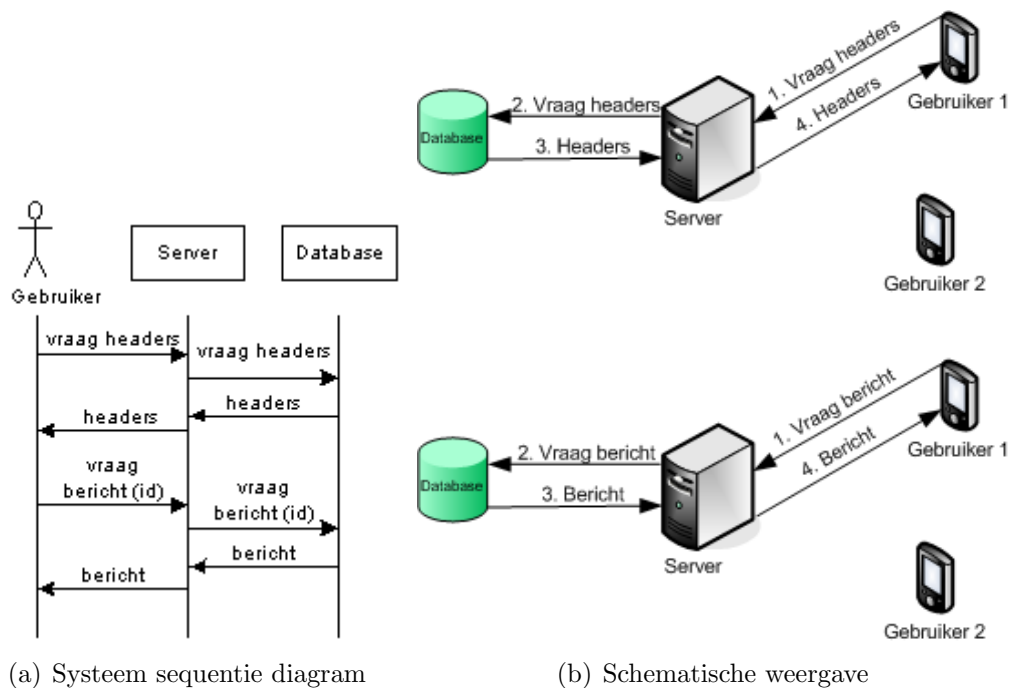 Server
Database
Gebruiker
vraag headers
vraag headers
headers
headers
vraag
bericht (id)
vraag
bericht (id)
bericht
bericht
(a) Systeem sequentie diagram
1. Vraag headers
2. Vraag headers
Database
3. Headers
4. Headers
Server
Gebruiker 1
Gebruiker 2
1. Vraag bericht
2. Vraag bericht
Database
3. Bericht
4. Bericht
Server
Gebruiker 1
Gebruiker 2
(b) Schematische weergave